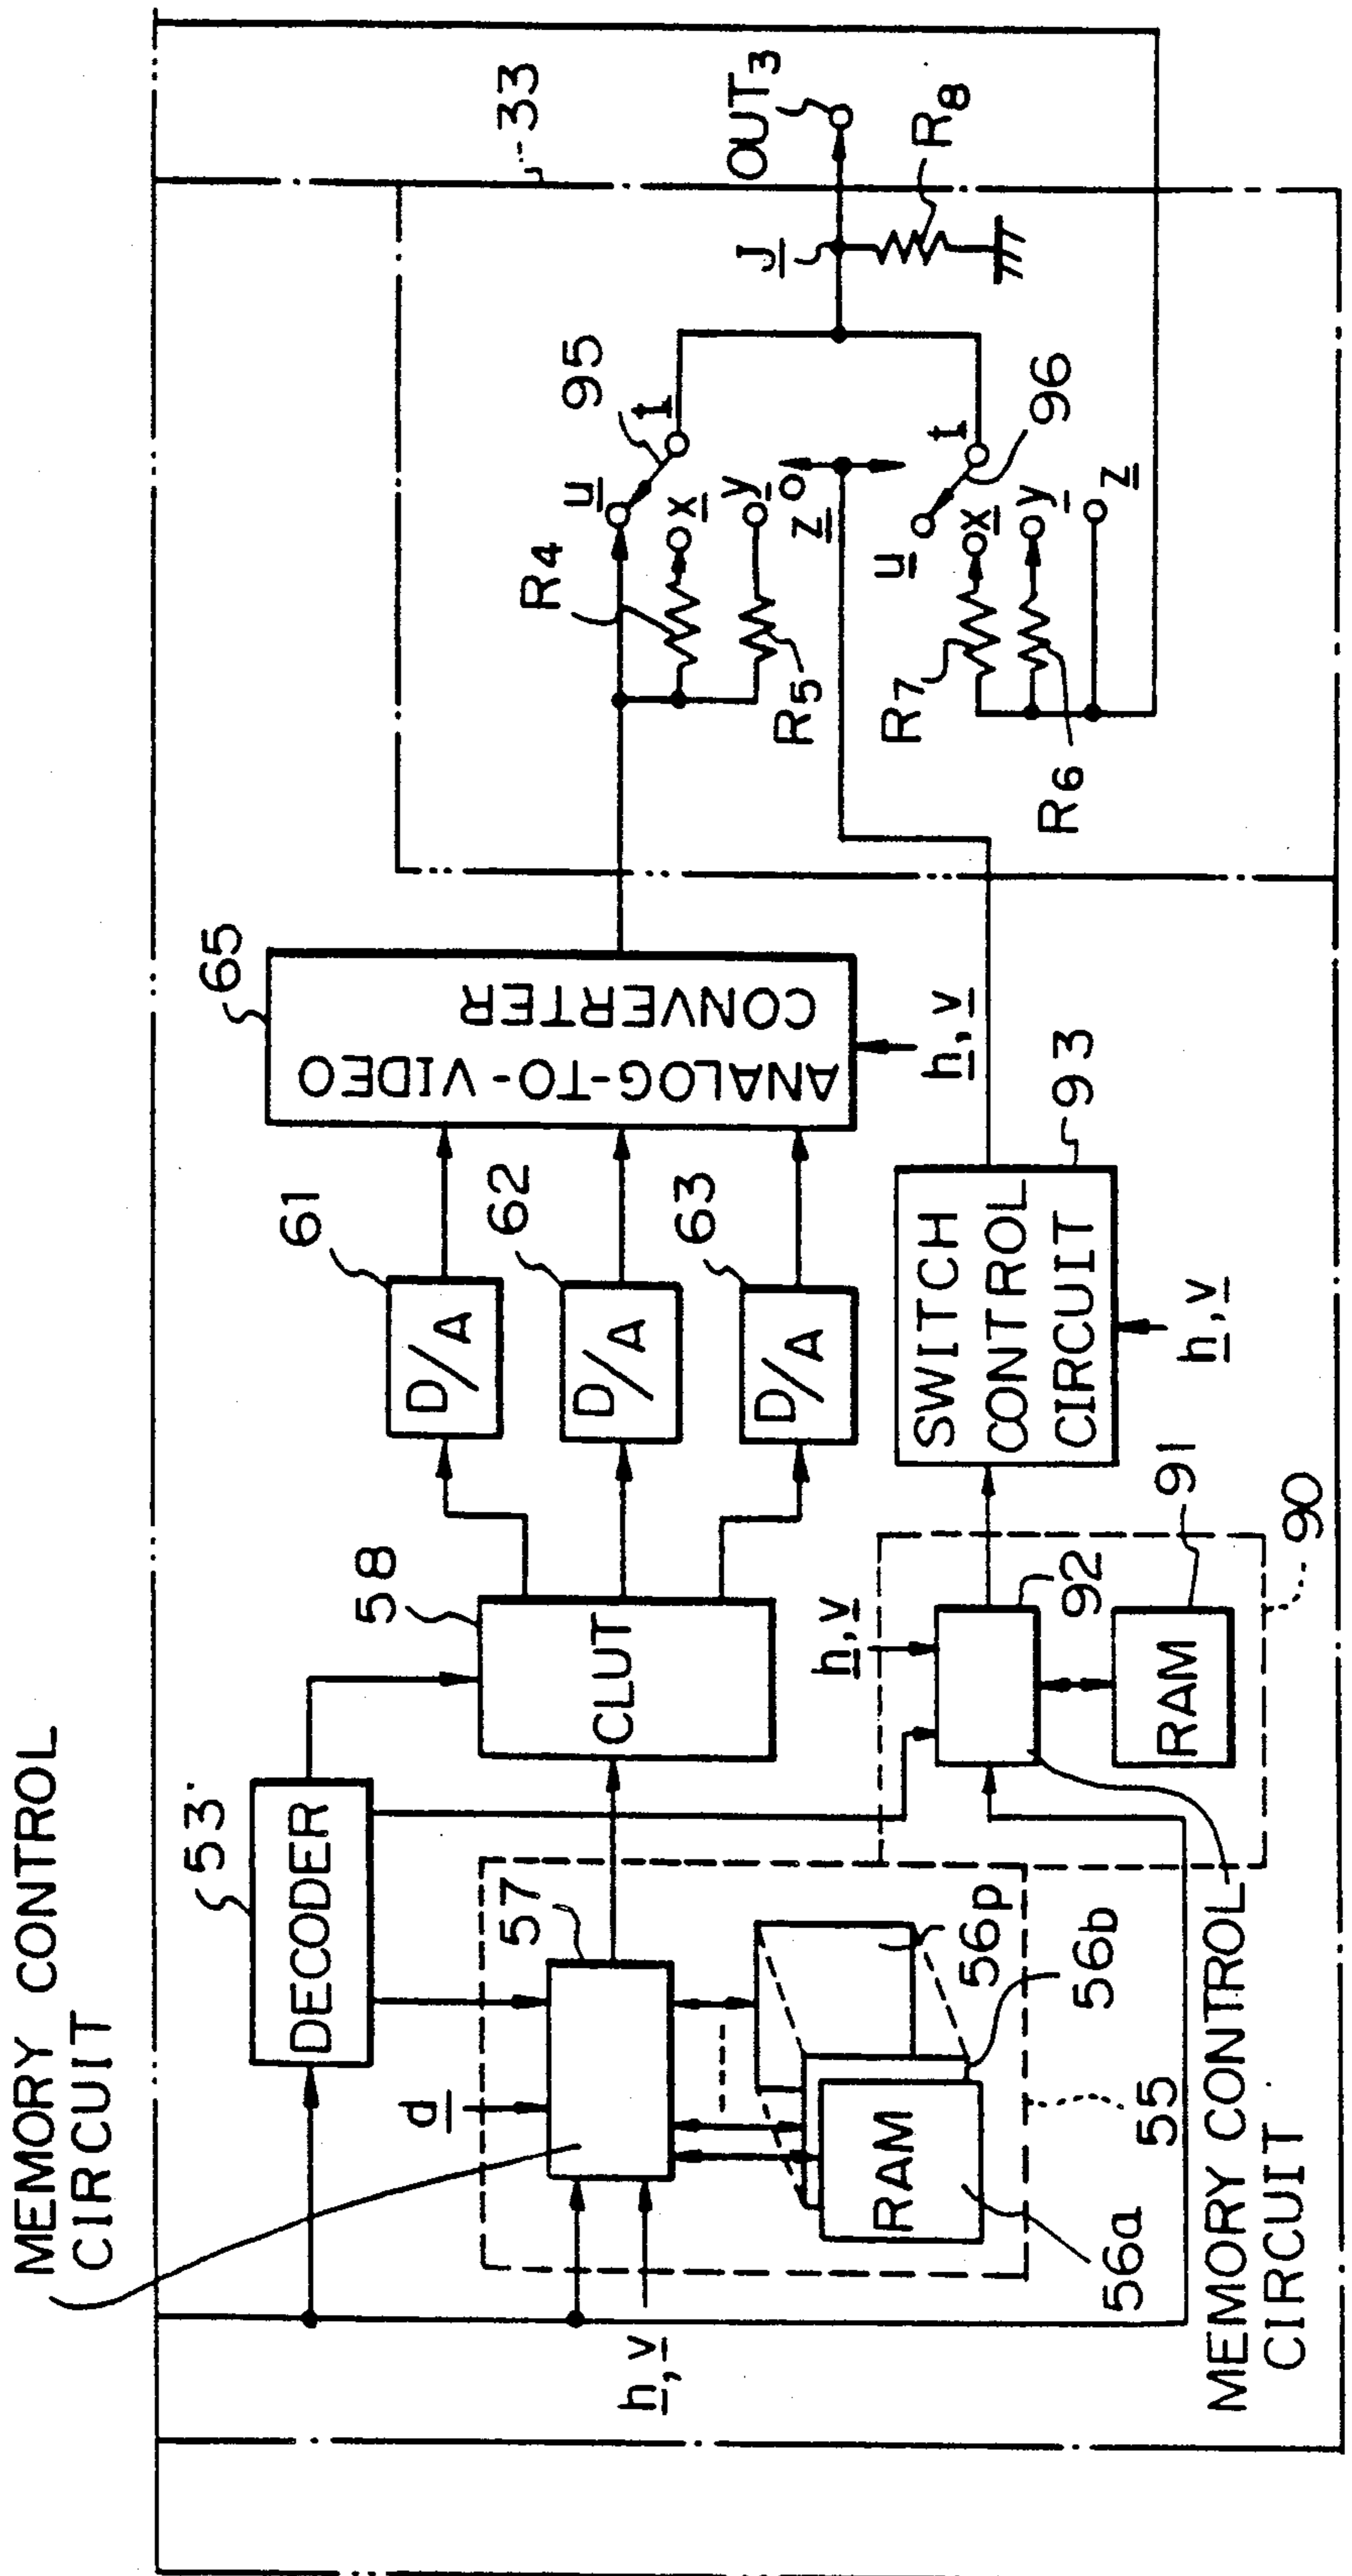 MEMORY CONTROL
CIRCUIT
53
DECODER
57
d
h, v
RAM
56a
56b
56p
55
MEMORY CONTROL
CIRCUIT
58
CLUT
h, v
92
RAM
91
90
61
D/A
62
D/A
63
D/A
SWITCH
CONTROL
CIRCUIT
93
h, v
65
ANALOG-TO-VIDEO
CONVERTER
h, v
R4
R5
R7
R6
u
x
y
z
t
95
u
x
y
z
t
96
J
R8
OUT3
33